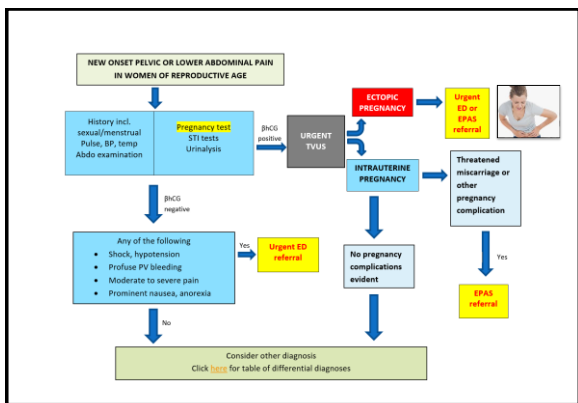 NEW ONSET PELVIC OR LOWER ABDOMINAL PAIN
IN WOMEN OF REPRODUCTIVE AGE
History incl.
sexual/menstrual
Pulse, BP, temp
Abdo examination
Pregnancy test
STI tests
Urinalysis
βhCG
positive
URGENT
TVUS
ECTOPIC
PREGNANCY
Urgent
ED or
EPAS
referral
INTRAUTERINE
PREGNANCY
Threatened
miscarriage or
other
pregnancy
complication
βhCG
negative
Any of the following
• Shock, hypotension
• Profuse PV bleeding
• Moderate to severe pain
• Prominent nausea, anorexia
Yes
Urgent ED
referral
No pregnancy
complications
evident
Yes
EPAS
referral
No
Consider other diagnosis
Click here for table of differential diagnoses